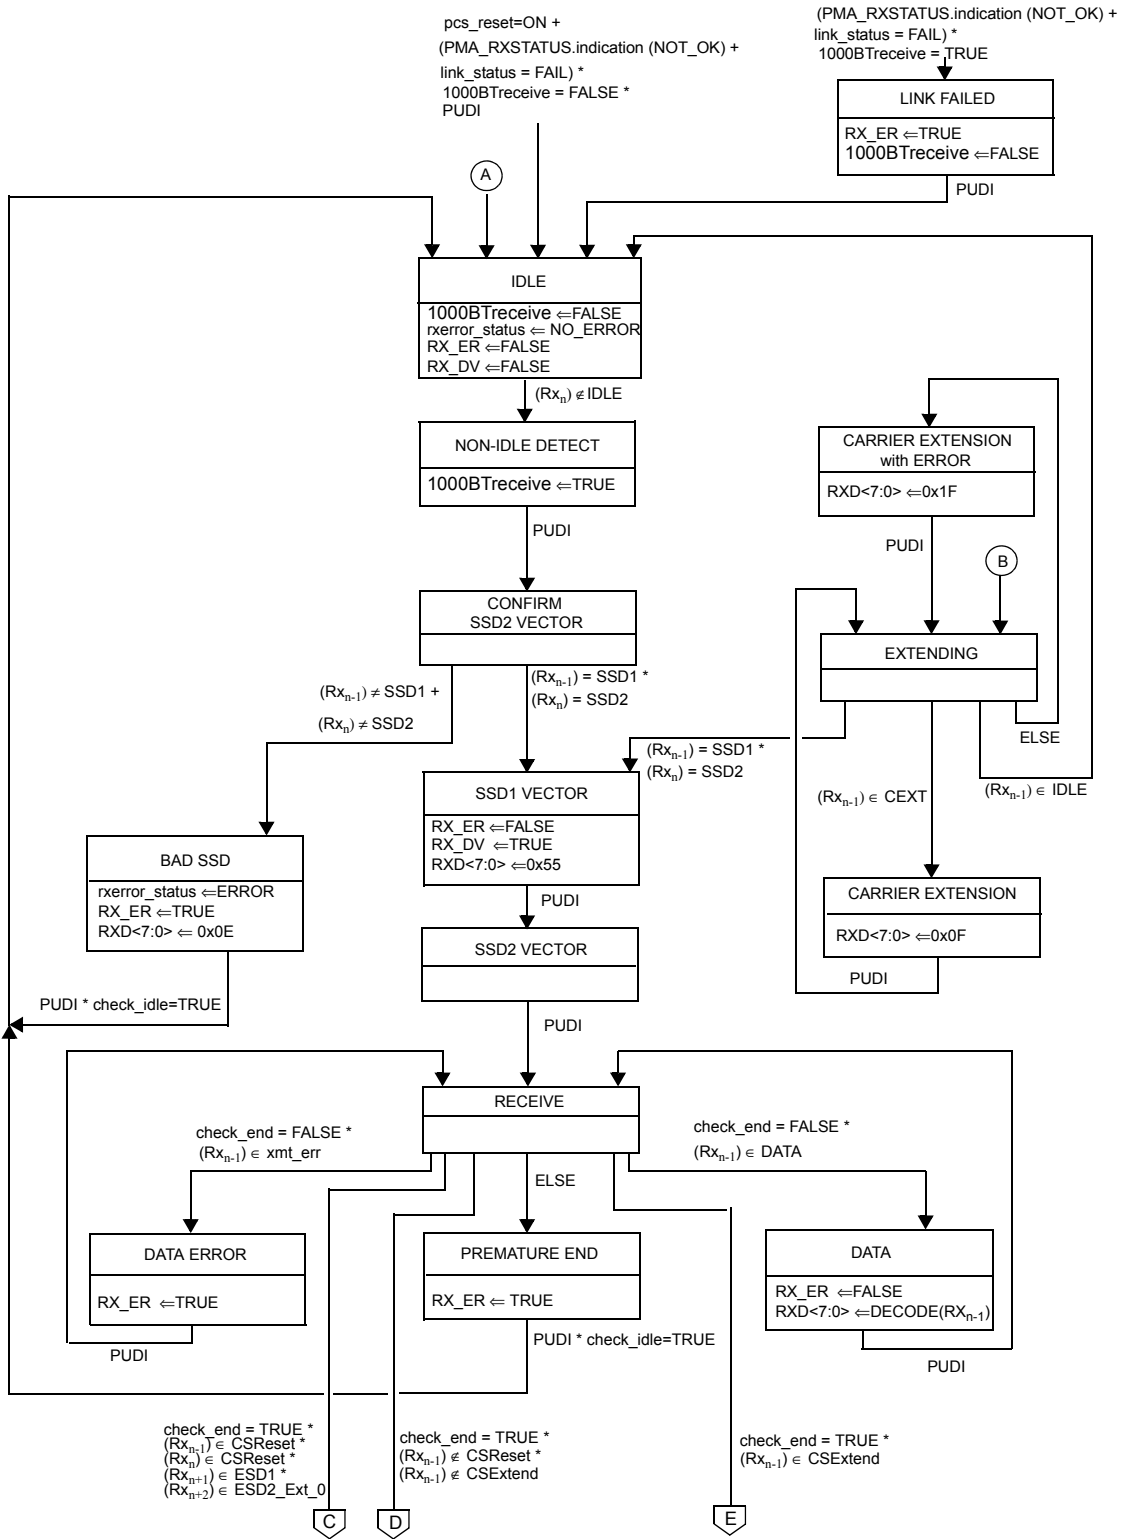 pcs_reset=ON +
(PMA_RXSTATUS.indication (NOT_OK) +
link_status = FAIL) *
1000BTreceive = FALSE *
PUDI
(PMA_RXSTATUS.indication (NOT_OK) +
link_status = FAIL) *
1000BTreceive = TRUE
LINK FAILED
RX_ER ⇐TRUE
1000BTreceive ⇐FALSE
PUDI
A
IDLE
1000BTreceive ⇐FALSE
rxerror_status ⇐ NO_ERROR
RX_ER ⇐FALSE
RX_DV ⇐FALSE
(Rxn) ∉ IDLE
NON-IDLE DETECT
1000BTreceive ⇐TRUE
PUDI
CARRIER EXTENSION
with ERROR
RXD<7:0> ⇐0x1F
PUDI
B
CONFIRM
SSD2 VECTOR
EXTENDING
(Rxn-1) ≠ SSD1 +
(Rxn) ≠ SSD2
(Rxn-1) = SSD1 *
(Rxn) = SSD2
ELSE
(Rxn-1) = SSD1 *
(Rxn) = SSD2
(Rxn-1) ∈ CEXT
(Rxn-1) ∈ IDLE
SSD1 VECTOR
RX_ER ⇐FALSE
RX_DV ⇐TRUE
RXD<7:0> ⇐0x55
PUDI
BAD SSD
rxerror_status ⇐ERROR
RX_ER ⇐TRUE
RXD<7:0> ⇐ 0x0E
PUDI * check_idle=TRUE
CARRIER EXTENSION
RXD<7:0> ⇐0x0F
PUDI
SSD2 VECTOR
PUDI
RECEIVE
check_end = FALSE *
(Rxn-1) ∈ xmt_err
ELSE
check_end = FALSE *
(Rxn-1) ∈ DATA
DATA ERROR
RX_ER ⇐TRUE
PUDI
PREMATURE END
RX_ER ⇐ TRUE
PUDI * check_idle=TRUE
DATA
RX_ER ⇐FALSE
RXD<7:0> ⇐DECODE(RXn-1)
PUDI
check_end = TRUE *
(Rxn-1) ∈ CSReset *
(Rxn) ∈ CSReset *
(Rxn+1) ∈ ESD1 *
(Rxn+2) ∈ ESD2_Ext_0
check_end = TRUE *
(Rxn-1) ∉ CSReset *
(Rxn-1) ∉ CSExtend
check_end = TRUE *
(Rxn-1) ∈ CSExtend
C
D
E